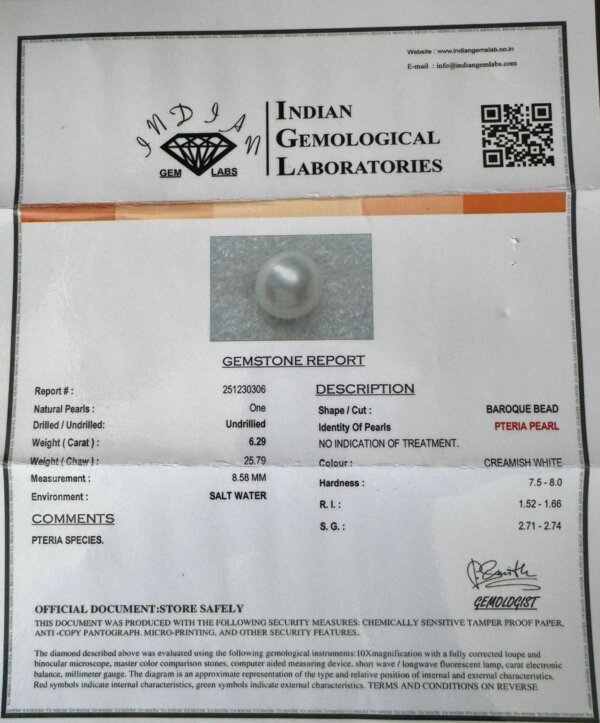 Website : www.indiangemslab.co.in
E-mail : info@indiangemlabs.com
INDIAN
GEM LABS
INDIAN
GEMOLOGICAL
LABORATORIES
GEMSTONE REPORT
Report # : 251230306
Natural Pearls : One
Drilled / Undrilled: Undrillied
Weight ( Carat ) : 6.29
Weight ( Chaw ) : 25.79
Measurement : 8.58 MM
Environment : SALT WATER
COMMENTS
PTERIA SPECIES.
DESCRIPTION
Shape / Cut : BAROQUE BEAD
Identity Of Pearls PTERIA PEARL
NO INDICATION OF TREATMENT.
Colour : CREAMISH WHITE
Hardness : 7.5 - 8.0
R. I. : 1.52 - 1.66
S. G. : 2.71 - 2.74
GEMOLOGIST
OFFICIAL DOCUMENT:STORE SAFELY
THIS DOCUMENT WAS PRODUCED WITH THE FOLLOWING SECURITY MEASURES: CHEMICALLY SENSITIVE TAMPER PROOF PAPER,
ANTI -COPY PANTOGRAPH. MICRO-PRINTING, AND OTHER SECURITY FEATURES.
The diamond described above was evaluated using the following gemological instruments:10Xmagnification with a fully corrected loupe and
binocular microscope, master color comparison stones, computer aided measuring device, short wave / longwave fluorescent lamp, carat electronic
balance, millimeter gauge. The diagram is an approximate representation of the type and relative position of internal and external characteristics.
Red symbols indicate internal characteristics, green symbols indicate external characteristics. TERMS AND CONDITIONS ON REVERSE